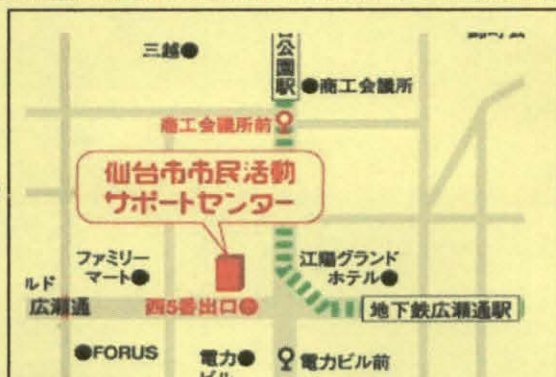 三越●
公園駅
●商工会議所
商工会議所前
仙台市市民活動
サポートセンター
ファミリー
マート●
江陽グランド
ホテル●
ルド
広瀬通
西5番出口
地下鉄広瀬通駅
●FORUS
電力●
ビル
電力ビル前